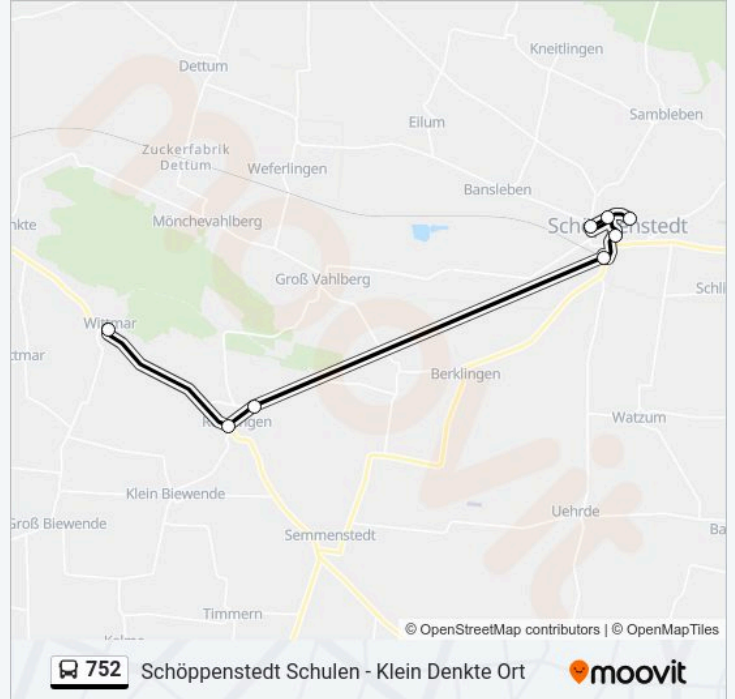 Kneitlingen
Dettum
Sambleben
Eilum
Zuckerfabrik
Dettum
Weferlingen
Bansleben
nkte
Mönchevahlberg
Schöppenstedt
Groß Vahlberg
Schli
Wittmar
ttmar
Berklingen
Watzum
Klein Biewende
Groß Biewende
Uehrde
Ba
Semmenstedt
Timmern
moovit
© OpenStreetMap contributors | © OpenMapTiles
752 Schöppenstedt Schulen - Klein Denkte Ort moovit